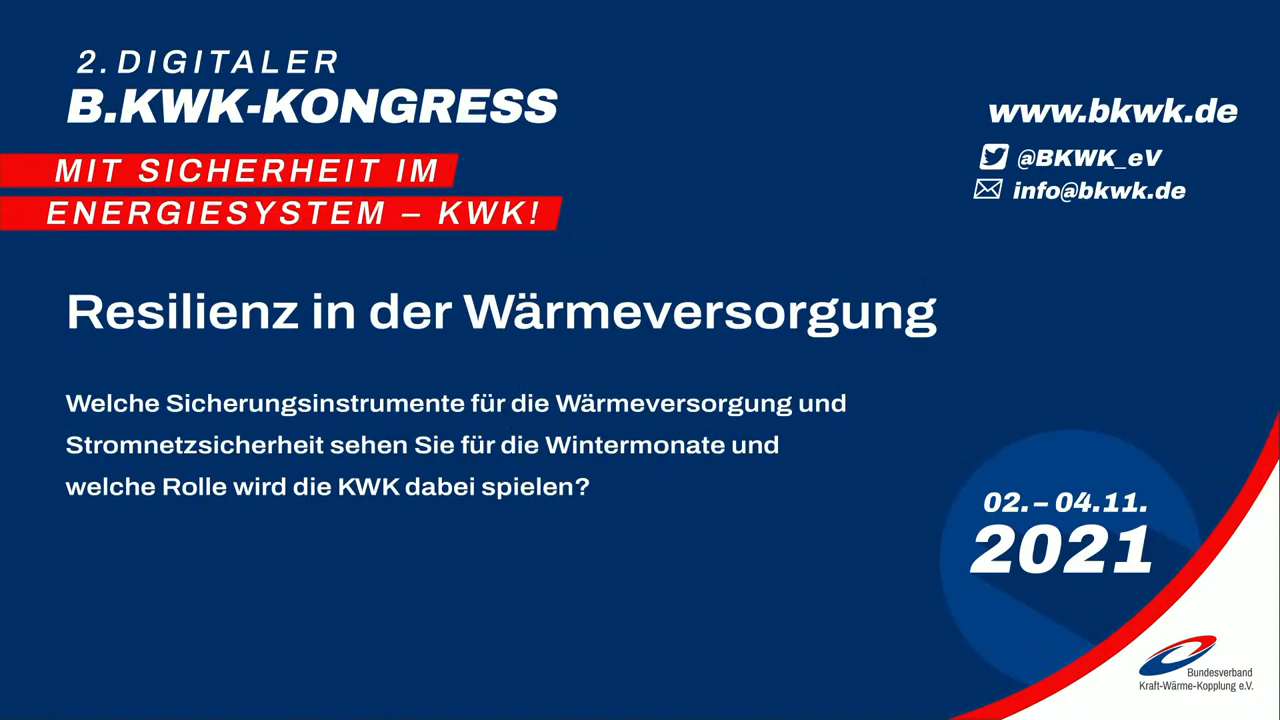 2. DIGITALER
B.KWK-KONGRESS
MIT SICHERHEIT IM
ENERGIESYSTEM – KWK!
www.bkwk.de
@BKWK_eV
info@bkwk.de
Resilienz in der Wärmeversorgung
Welche Sicherungsinstrumente für die Wärmeversorgung und
Stromnetzsicherheit sehen Sie für die Wintermonate und
welche Rolle wird die KWK dabei spielen?
02. – 04.11.
2021
Bundesverband
Kraft-Wärme-Kopplung e.V.